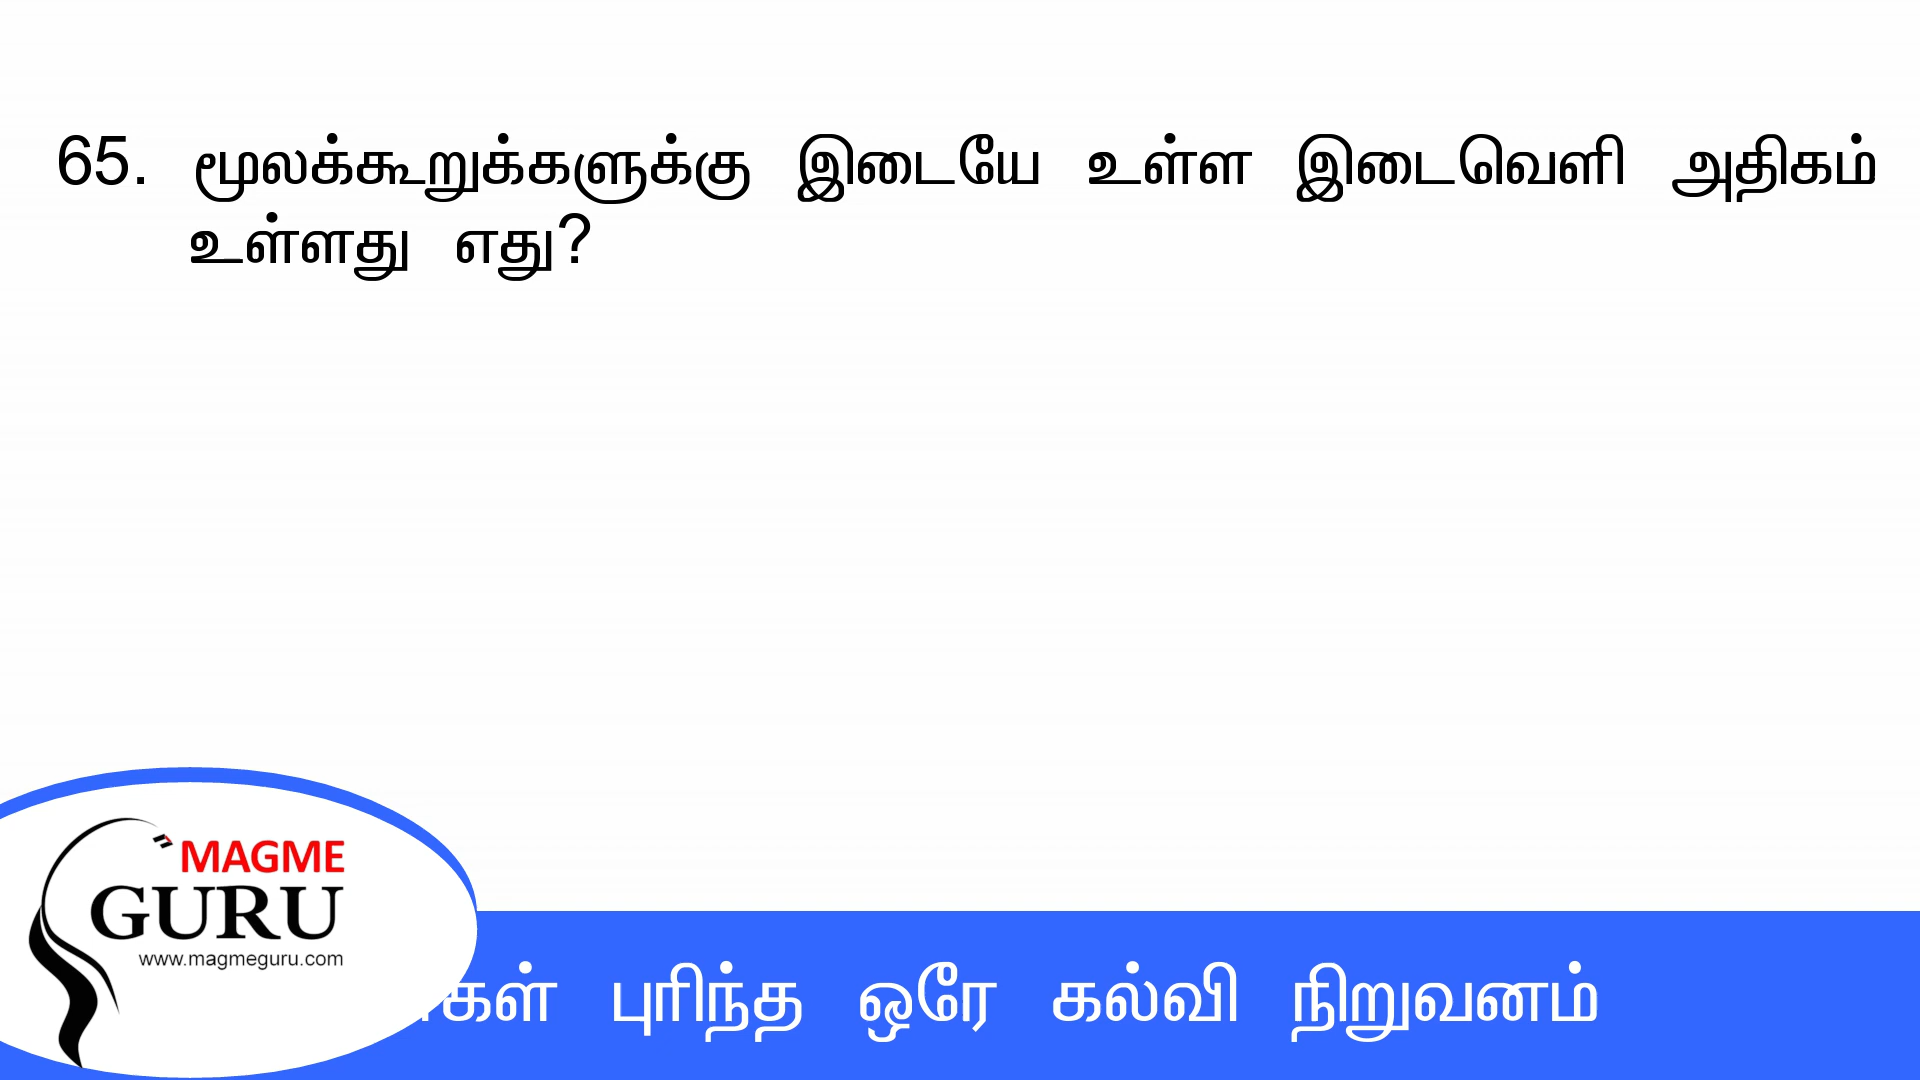 65. மூலக்கூறுக்களுக்கு இடையே உள்ள இடைவெளி அதிகம்
உள்ளது எது?
MAGME
GURU
www.magmeguru.com
புரிந்த ஒரே கல்வி நிறுவனம்